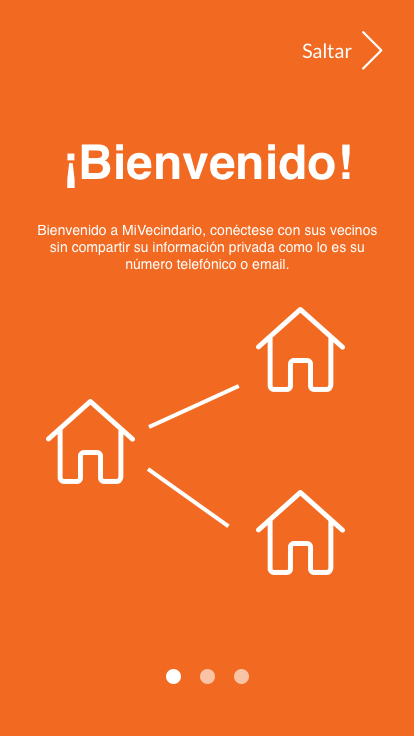 Saltar
¡Bienvenido!
Bienvenido a MiVecindario, conéctese con sus vecinos
sin compartir su información privada como lo es su
número telefónico o email.